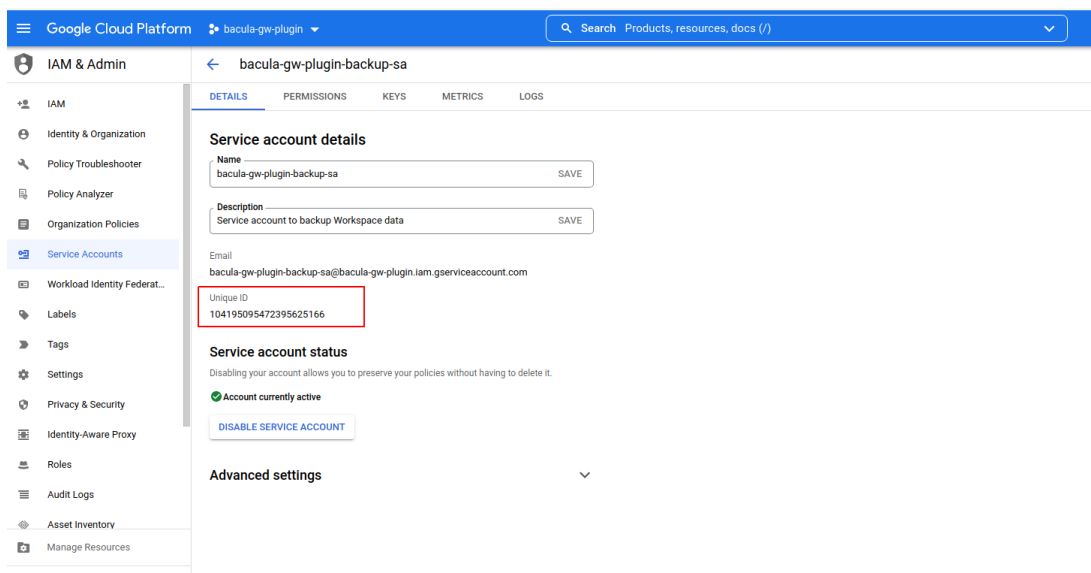 Google Cloud Platform
bacula-gw-plugin
Search Products, resources, docs (/)
IAM & Admin
bacula-gw-plugin-backup-sa
IAM
Identity & Organization
Policy Troubleshooter
Policy Analyzer
Organization Policies
Service Accounts
Workload Identity Federat...
Labels
Tags
Settings
Privacy & Security
Identity-Aware Proxy
Roles
Audit Logs
Asset Inventory
Manage Resources
DETAILS PERMISSIONS KEYS METRICS LOGS
Service account details
Name
bacula-gw-plugin-backup-sa SAVE
Description
Service account to backup Workspace data SAVE
Email
bacula-gw-plugin-backup-sa@bacula-gw-plugin.iam.gserviceaccount.com
Unique ID
104195095472395625166
Service account status
Disabling your account allows you to preserve your policies without having to delete it.
Account currently active
DISABLE SERVICE ACCOUNT
Advanced settings